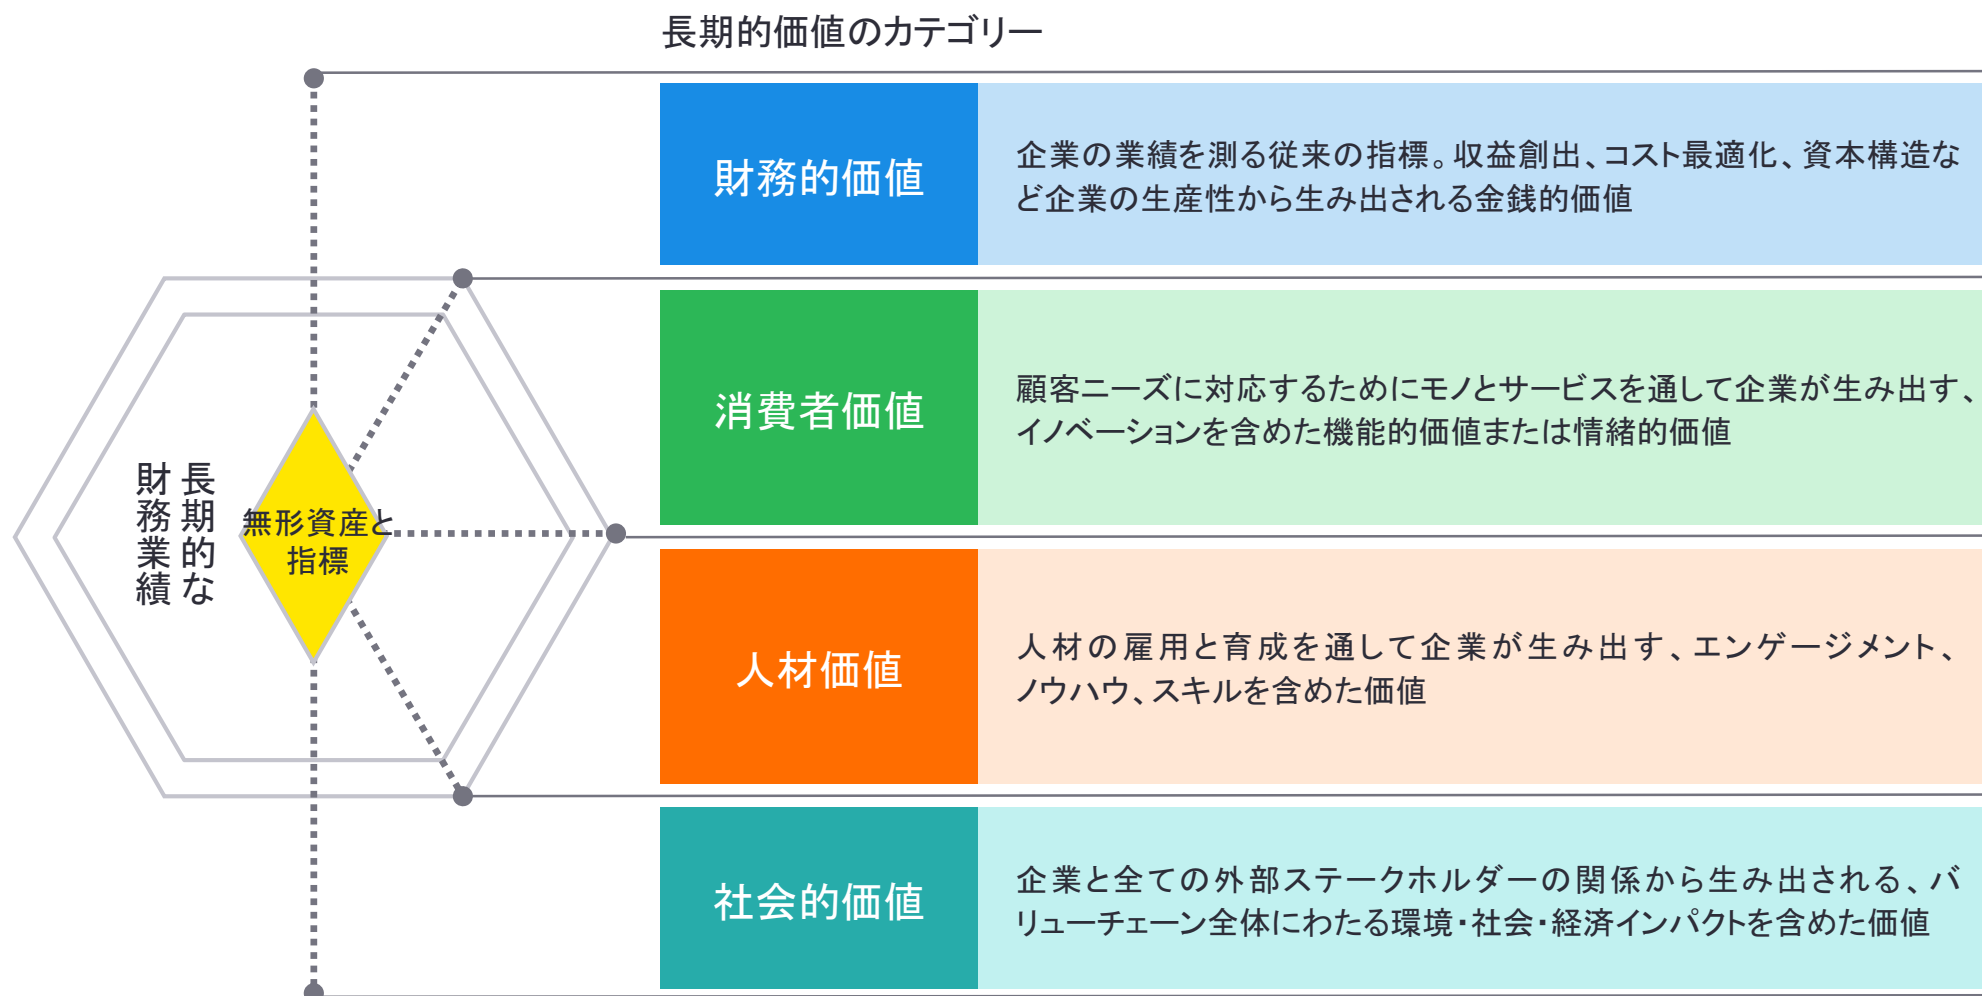 長期的価値のカテゴリー
財務的価値
企業の業績を測る従来の指標。収益創出、コスト最適化、資本構造な
ど企業の生産性から生み出される金銭的価値
消費者価値
顧客ニーズに対応するためにモノとサービスを通して企業が生み出す、
イノベーションを含めた機能的価値または情緒的価値
長期的な
財務業績
無形資産と
指標
人材価値
人材の雇用と育成を通して企業が生み出す、エンゲージメント、
ノウハウ、スキルを含めた価値
社会的価値
企業と全ての外部ステークホルダーの関係から生み出される、バ
リューチェーン全体にわたる環境・社会・経済インパクトを含めた価値